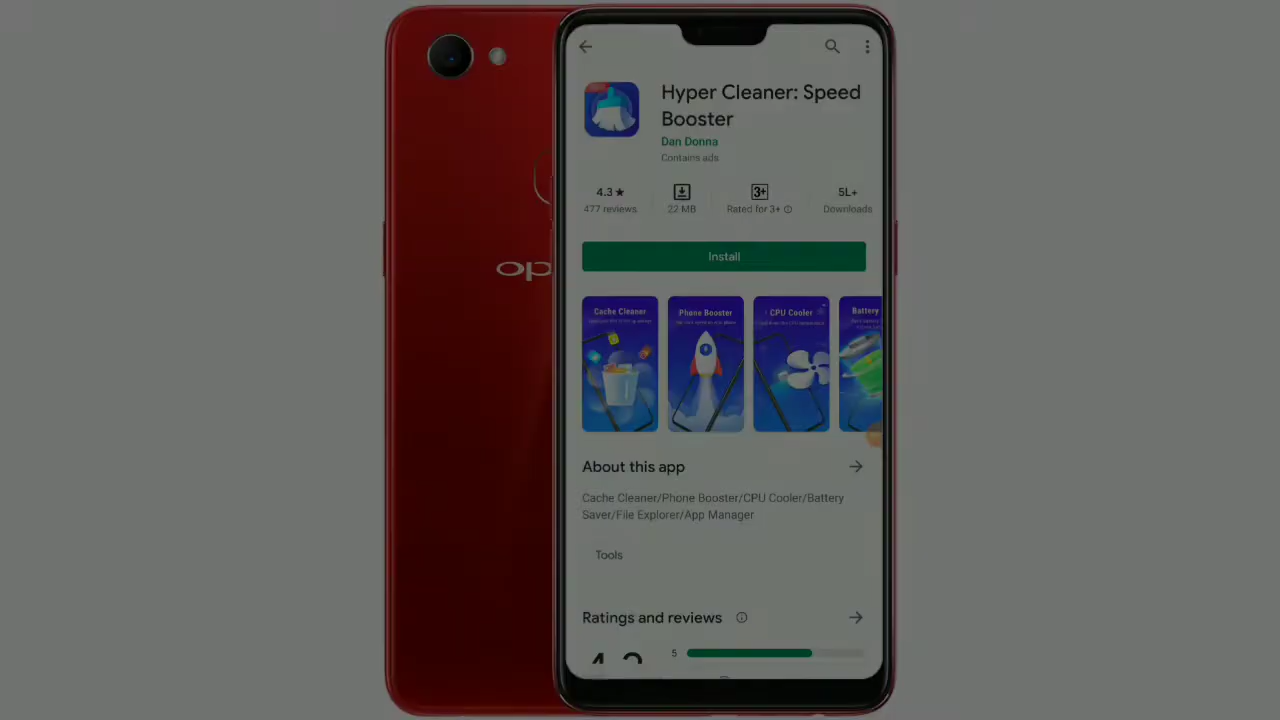 op
Hyper Cleaner: Speed
Booster
Dan Donna
Contains ads
4.3★
477 reviews
22 MB
3+
Rated for 3+
5L+
Downloads
Install
Cache Cleaner
Phone Booster
CPU Cooler
Battery
About this app
Cache Cleaner/Phone Booster/CPU Cooler/Battery
Saver/File Explorer/App Manager
Tools
Ratings and reviews
5